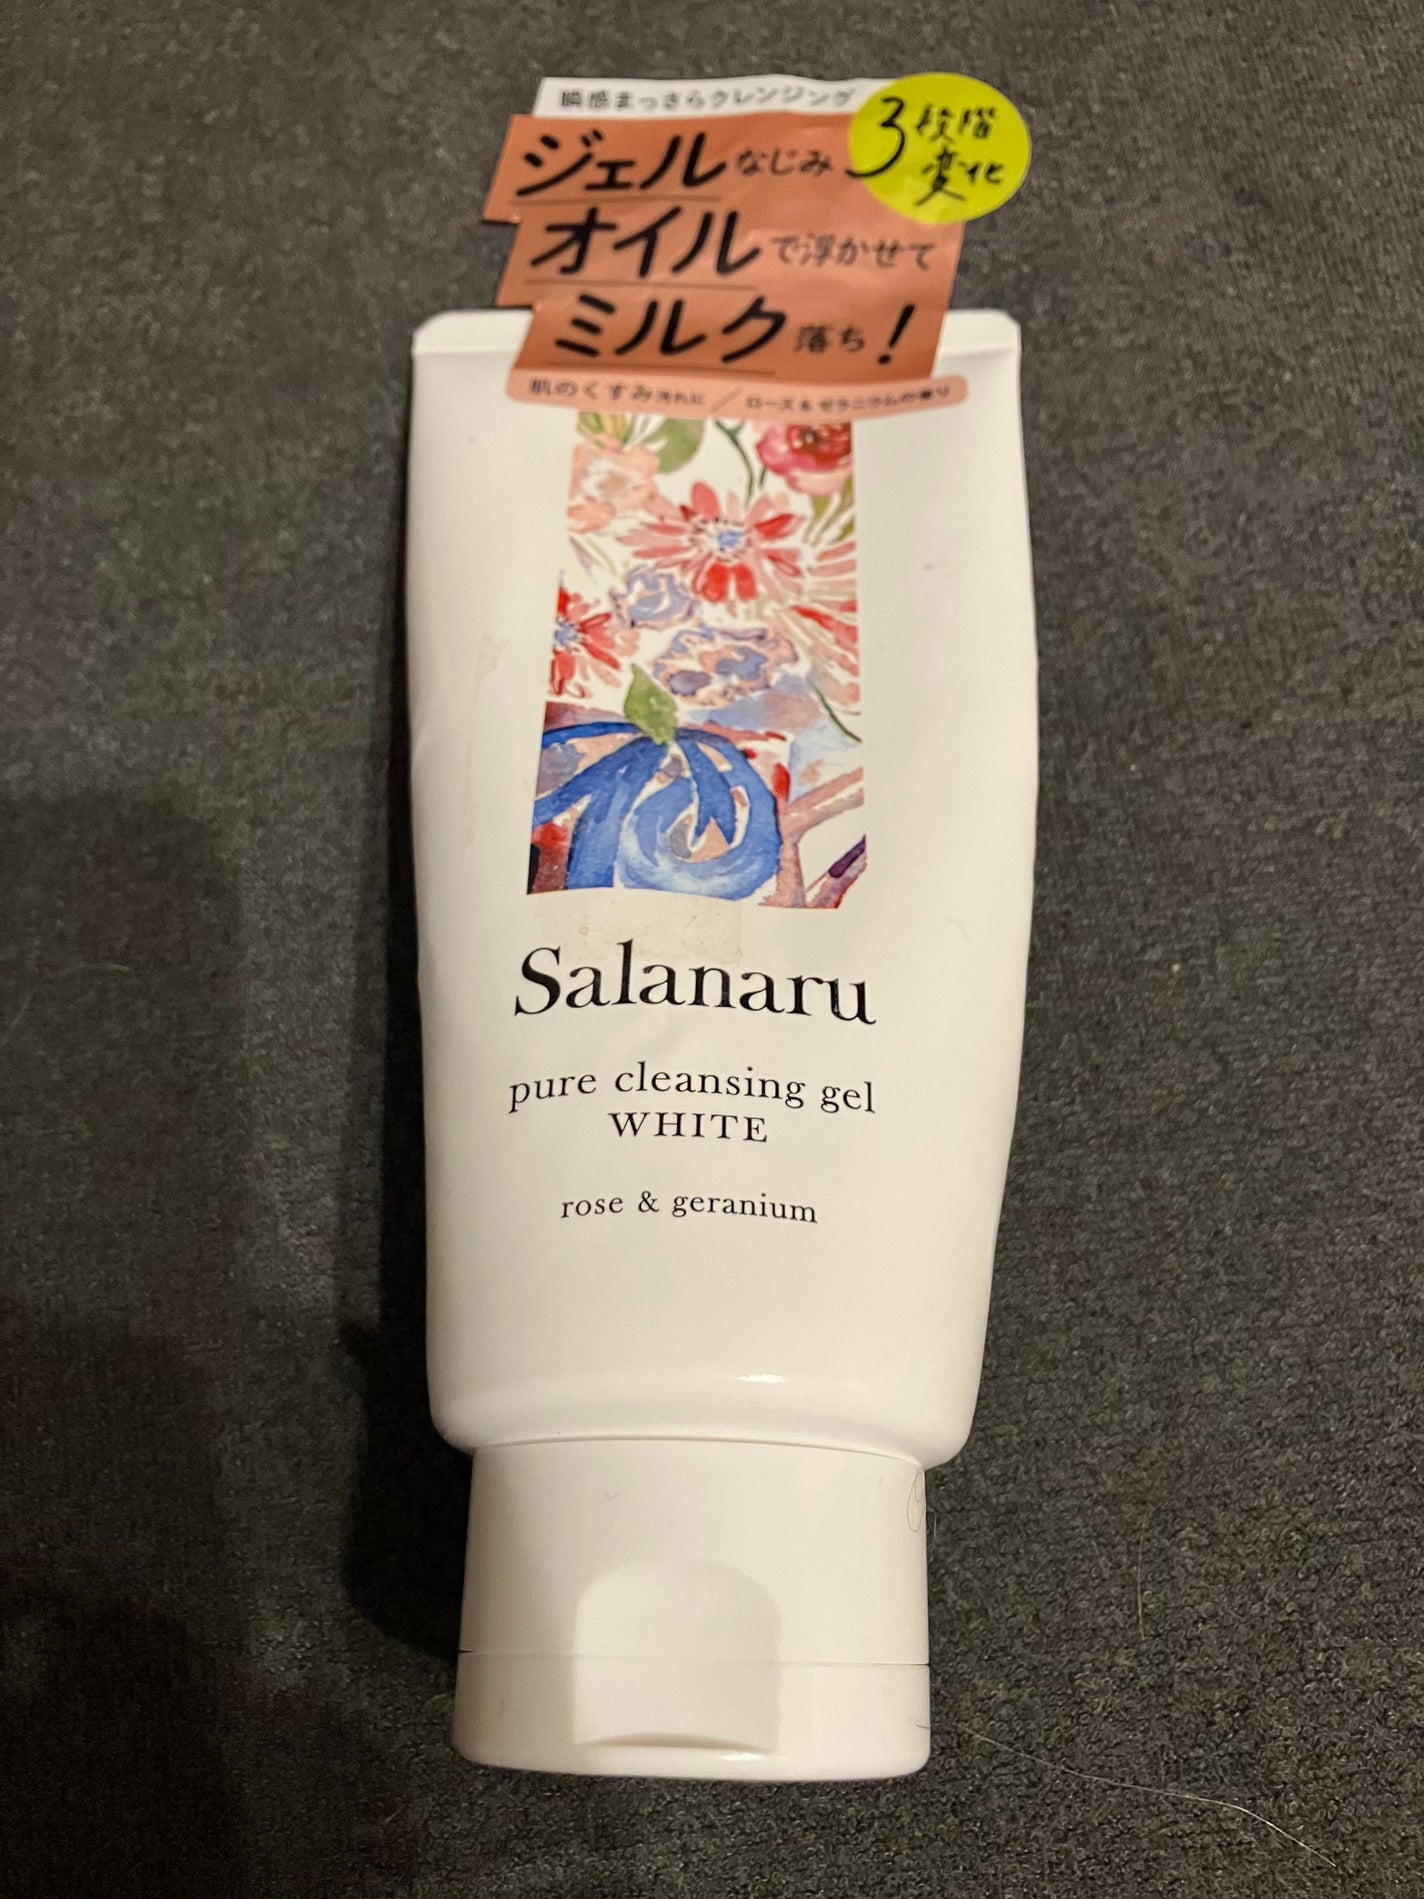 瞬感まっさらクレンジング
3段階
変化
ジェルなじみ
オイルで浮かせて
ミルク落ち!
肌のくすみ汚れに／ローズ&ゼラニウムの香り
Salanaru
pure cleansing gel
WHITE
rose & geranium